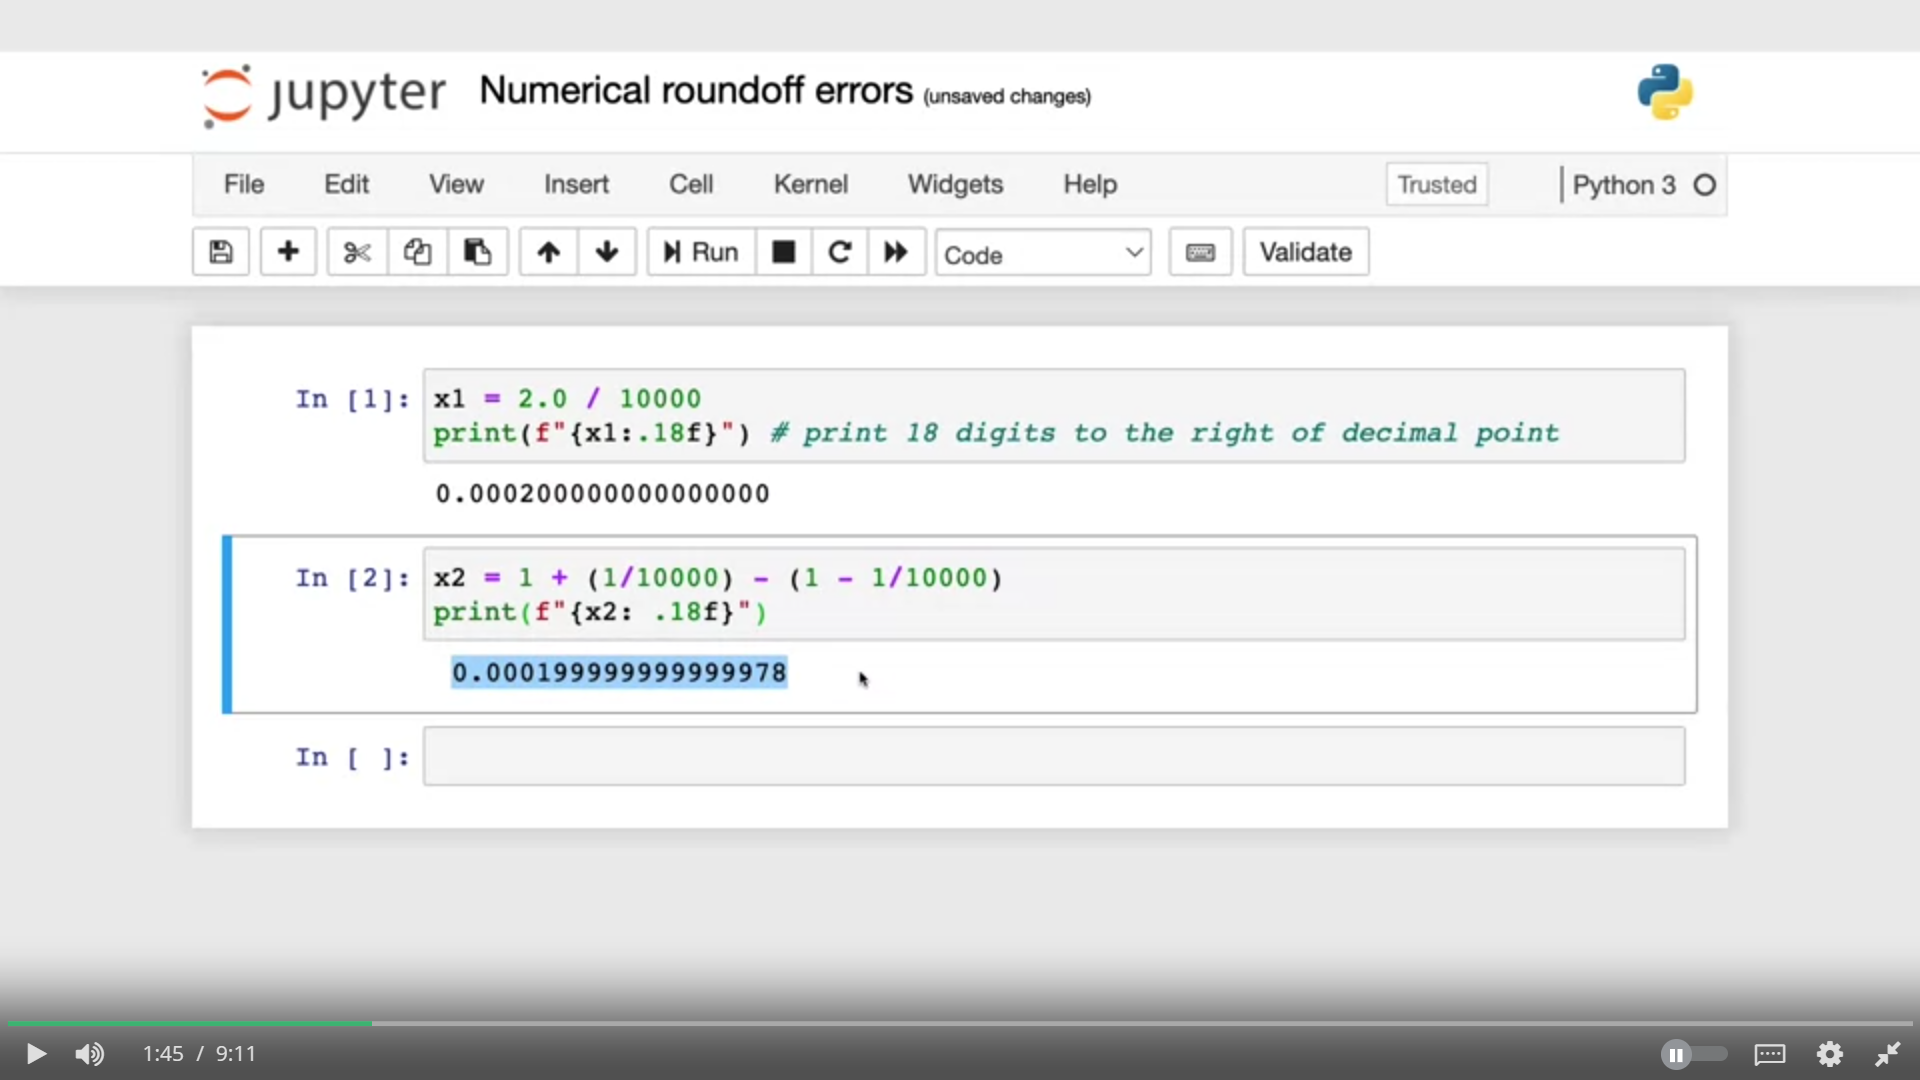 jupyter Numerical roundoff errors (unsaved changes)
File Edit View Insert Cell Kernel Widgets Help Trusted Python 3
Run Code Validate
In [1]: x1 = 2.0 / 10000
print(f"{x1:.18f}") # print 18 digits to the right of decimal point
0.000200000000000000
In [2]: x2 = 1 + (1/10000) - (1 - 1/10000)
print(f"{x2: .18f}")
0.000199999999999978
In [ ]:
1:45 / 9:11